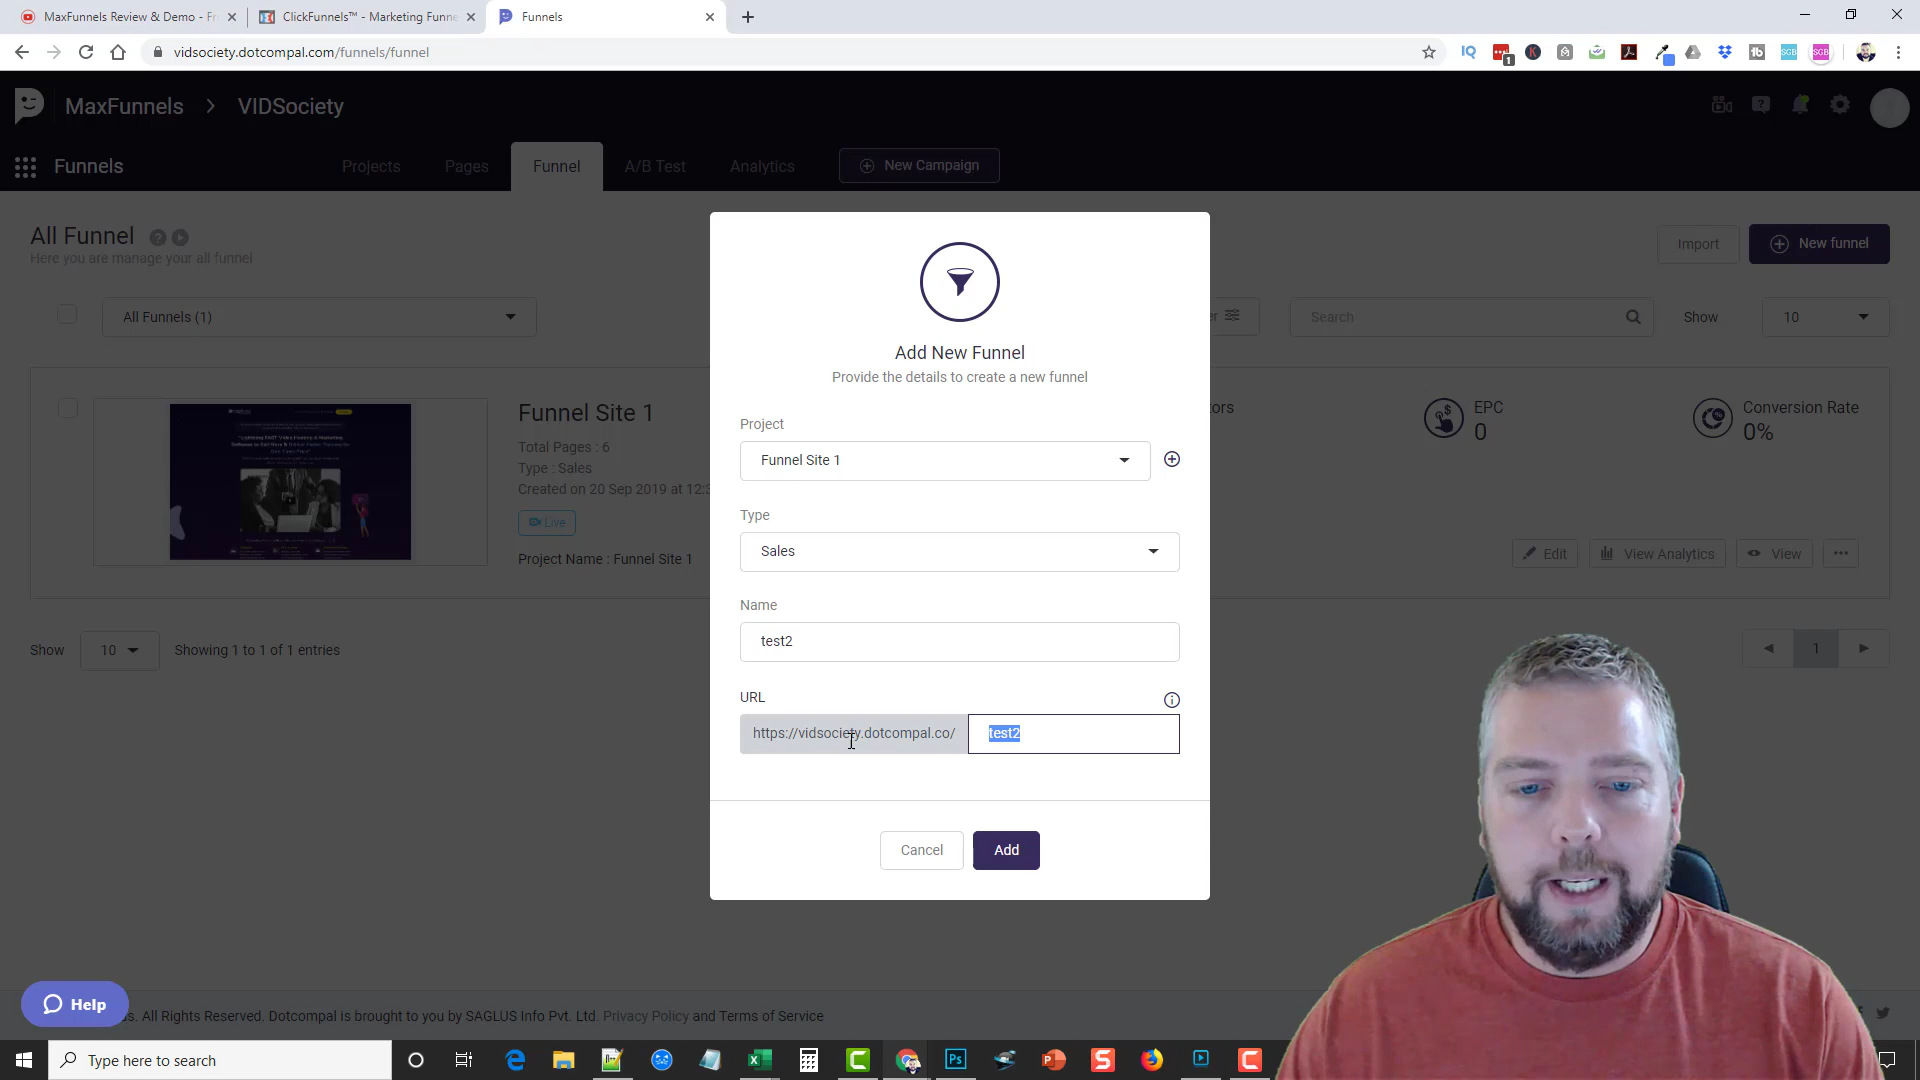 MaxFunnels Review & Demo - Fr
ClickFunnels™ - Marketing Funne
Funnels
vidsociety.dotcompal.com/funnels/funnel
MaxFunnels > VIDSociety
Funnels
Projects
Pages
Funnel
A/B Test
Analytics
New Campaign
All Funnel
Here you are manage your all funnel
Import
New funnel
All Funnels (1)
Search
Show
10
Funnel Site 1
Total Pages : 6
Type : Sales
Created on 20 Sep 2019 at 12:3
Live
Project Name : Funnel Site 1
EPC
0
Conversion Rate
0%
Edit
View Analytics
View
Show
10
Showing 1 to 1 of 1 entries
1
Add New Funnel
Provide the details to create a new funnel
Project
Funnel Site 1
Type
Sales
Name
test2
URL
https://vidsociety.dotcompal.co/
test2
Cancel
Add
Help
s. All Rights Reserved. Dotcompal is brought to you by SAGLUS Info Pvt. Ltd. Privacy Policy and Terms of Service
Type here to search